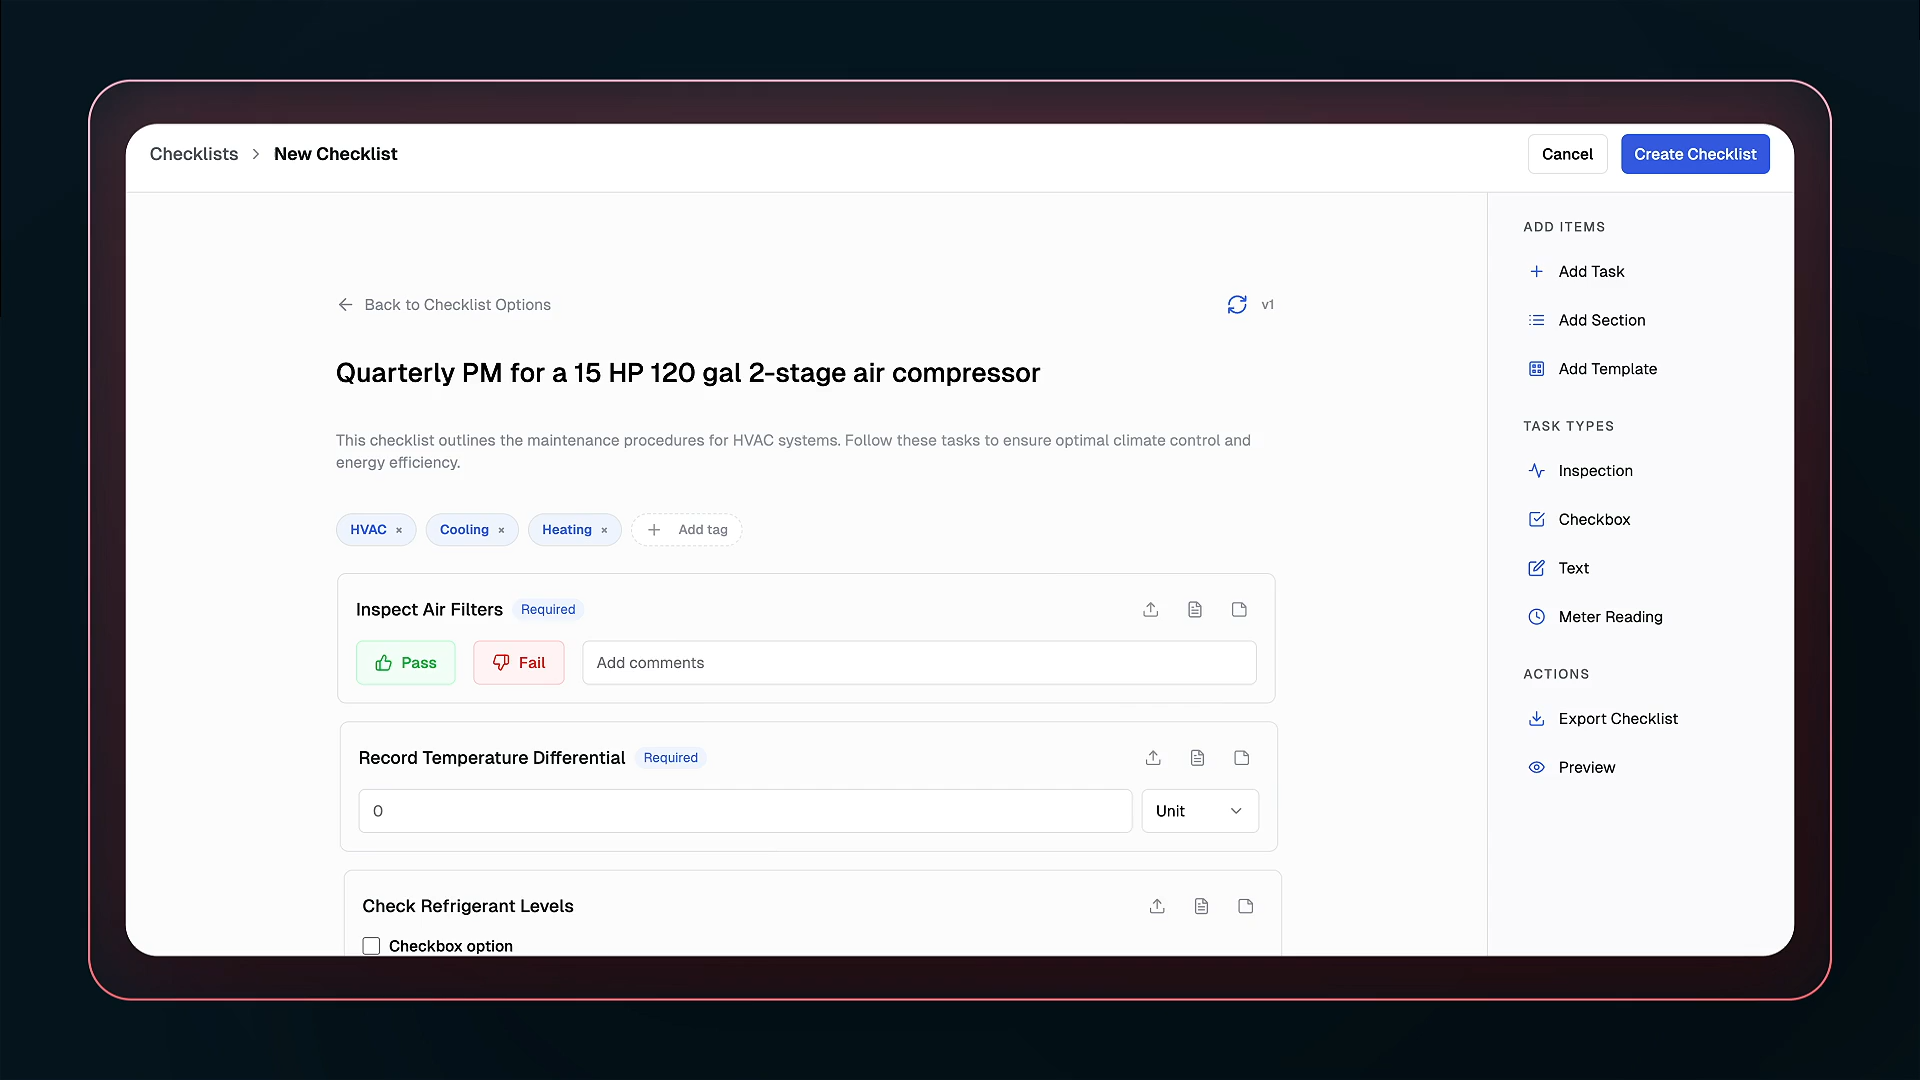 Checklists > New Checklist
Cancel
Create Checklist
Back to Checklist Options
v1
Quarterly PM for a 15 HP 120 gal 2-stage air compressor
This checklist outlines the maintenance procedures for HVAC systems. Follow these tasks to ensure optimal climate control and
energy efficiency.
HVAC ×
Cooling ×
Heating ×
+ Add tag
Inspect Air Filters
Required
Pass
Fail
Add comments
Record Temperature Differential
Required
0
Unit
Check Refrigerant Levels
Checkbox option
ADD ITEMS
Add Task
Add Section
Add Template
TASK TYPES
Inspection
Checkbox
Text
Meter Reading
ACTIONS
Export Checklist
Preview